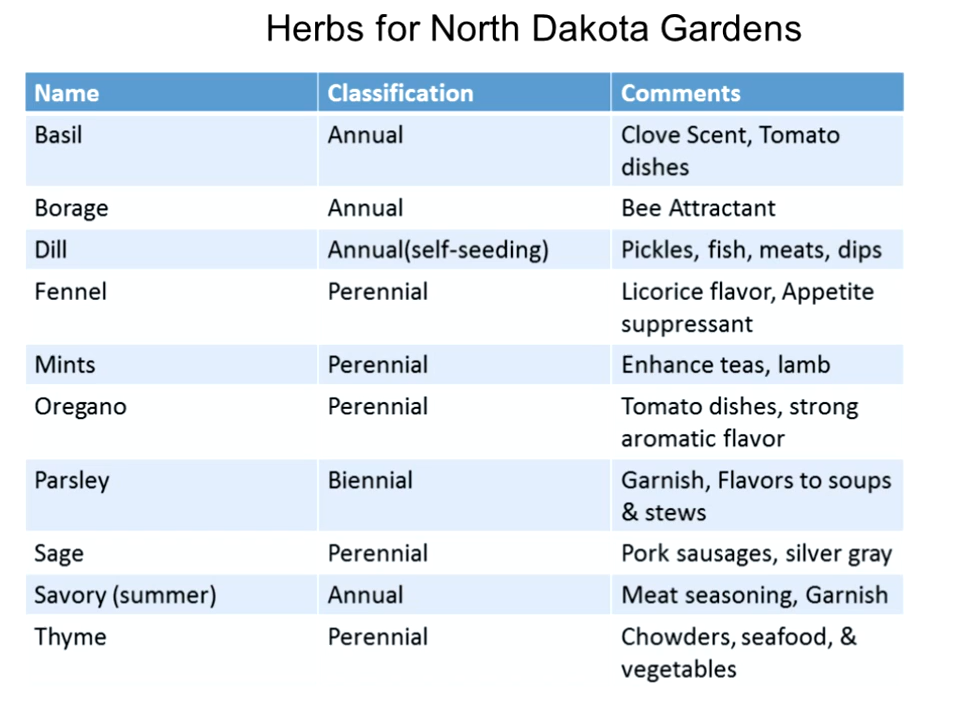 Herbs for North Dakota Gardens
Name Classification Comments
Basil Annual Clove Scent, Tomato
dishes
Borage Annual Bee Attractant
Dill Annual(self-seeding) Pickles, fish, meats, dips
Fennel Perennial Licorice flavor, Appetite
suppressant
Mints Perennial Enhance teas, lamb
Oregano Perennial Tomato dishes, strong
aromatic flavor
Parsley Biennial Garnish, Flavors to soups
& stews
Sage Perennial Pork sausages, silver gray
Savory (summer) Annual Meat seasoning, Garnish
Thyme Perennial Chowders, seafood, &
vegetables